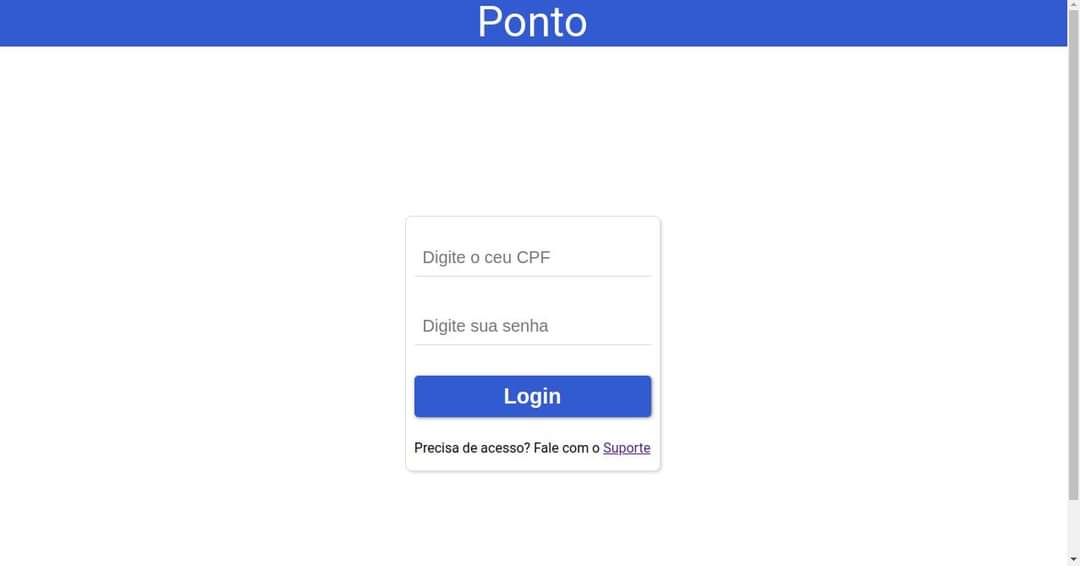 Ponto
Digite o ceu CPF
Digite sua senha
Login
Precisa de acesso? Fale com o Suporte